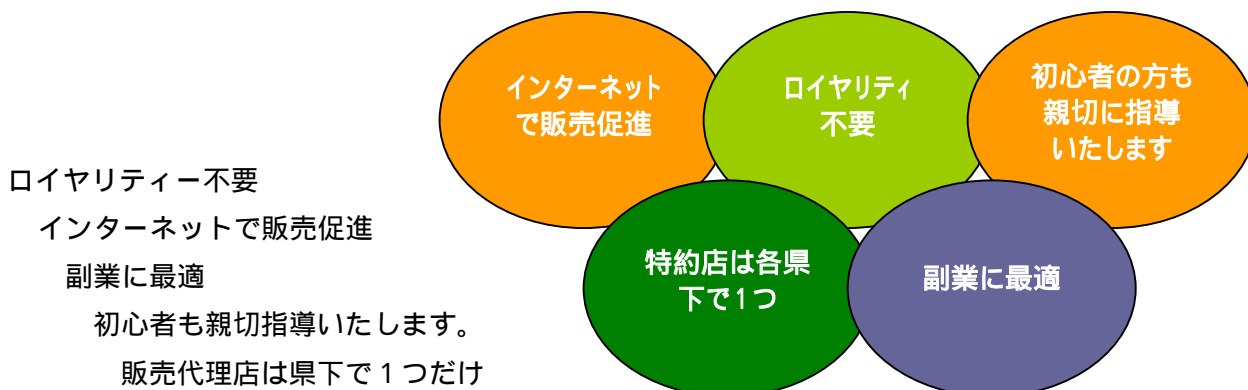 インターネット
で販売促進
ロイヤリティ
不要
初心者の方も
親切に指導
いたします
特約店は各県
下で1つ
副業に最適
ロイヤリティー不要
インターネットで販売促進
副業に最適
初心者も親切指導いたします。
販売代理店は県下で1つだけ